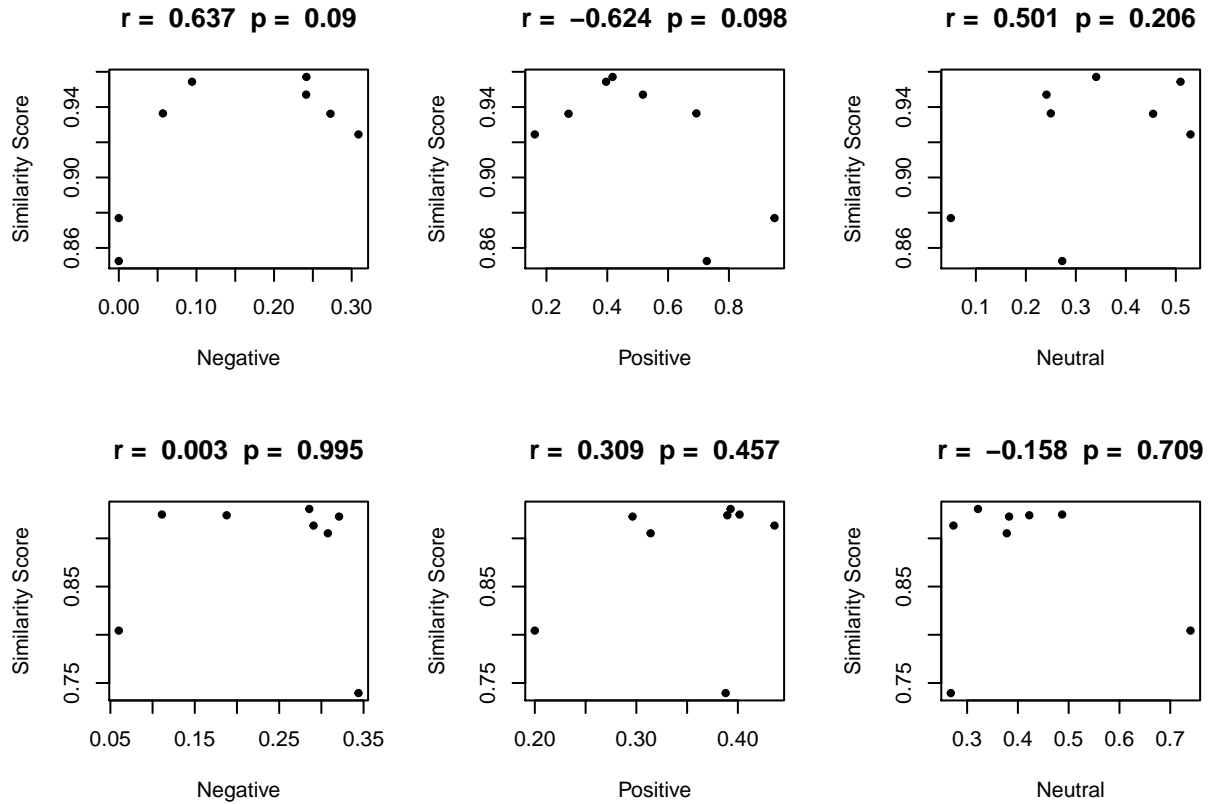 r = 0.637 p = 0.09
Similarity Score
0.86 0.90 0.94
0.00 0.10 0.20 0.30
Negative
r = −0.624 p = 0.098
Similarity Score
0.86 0.90 0.94
0.2 0.4 0.6 0.8
Positive
r = 0.501 p = 0.206
Similarity Score
0.86 0.90 0.94
0.1 0.2 0.3 0.4 0.5
Neutral
r = 0.003 p = 0.995
Similarity Score
0.75 0.85
0.05 0.15 0.25 0.35
Negative
r = 0.309 p = 0.457
Similarity Score
0.75 0.85
0.20 0.30 0.40
Positive
r = −0.158 p = 0.709
Similarity Score
0.75 0.85
0.3 0.4 0.5 0.6 0.7
Neutral